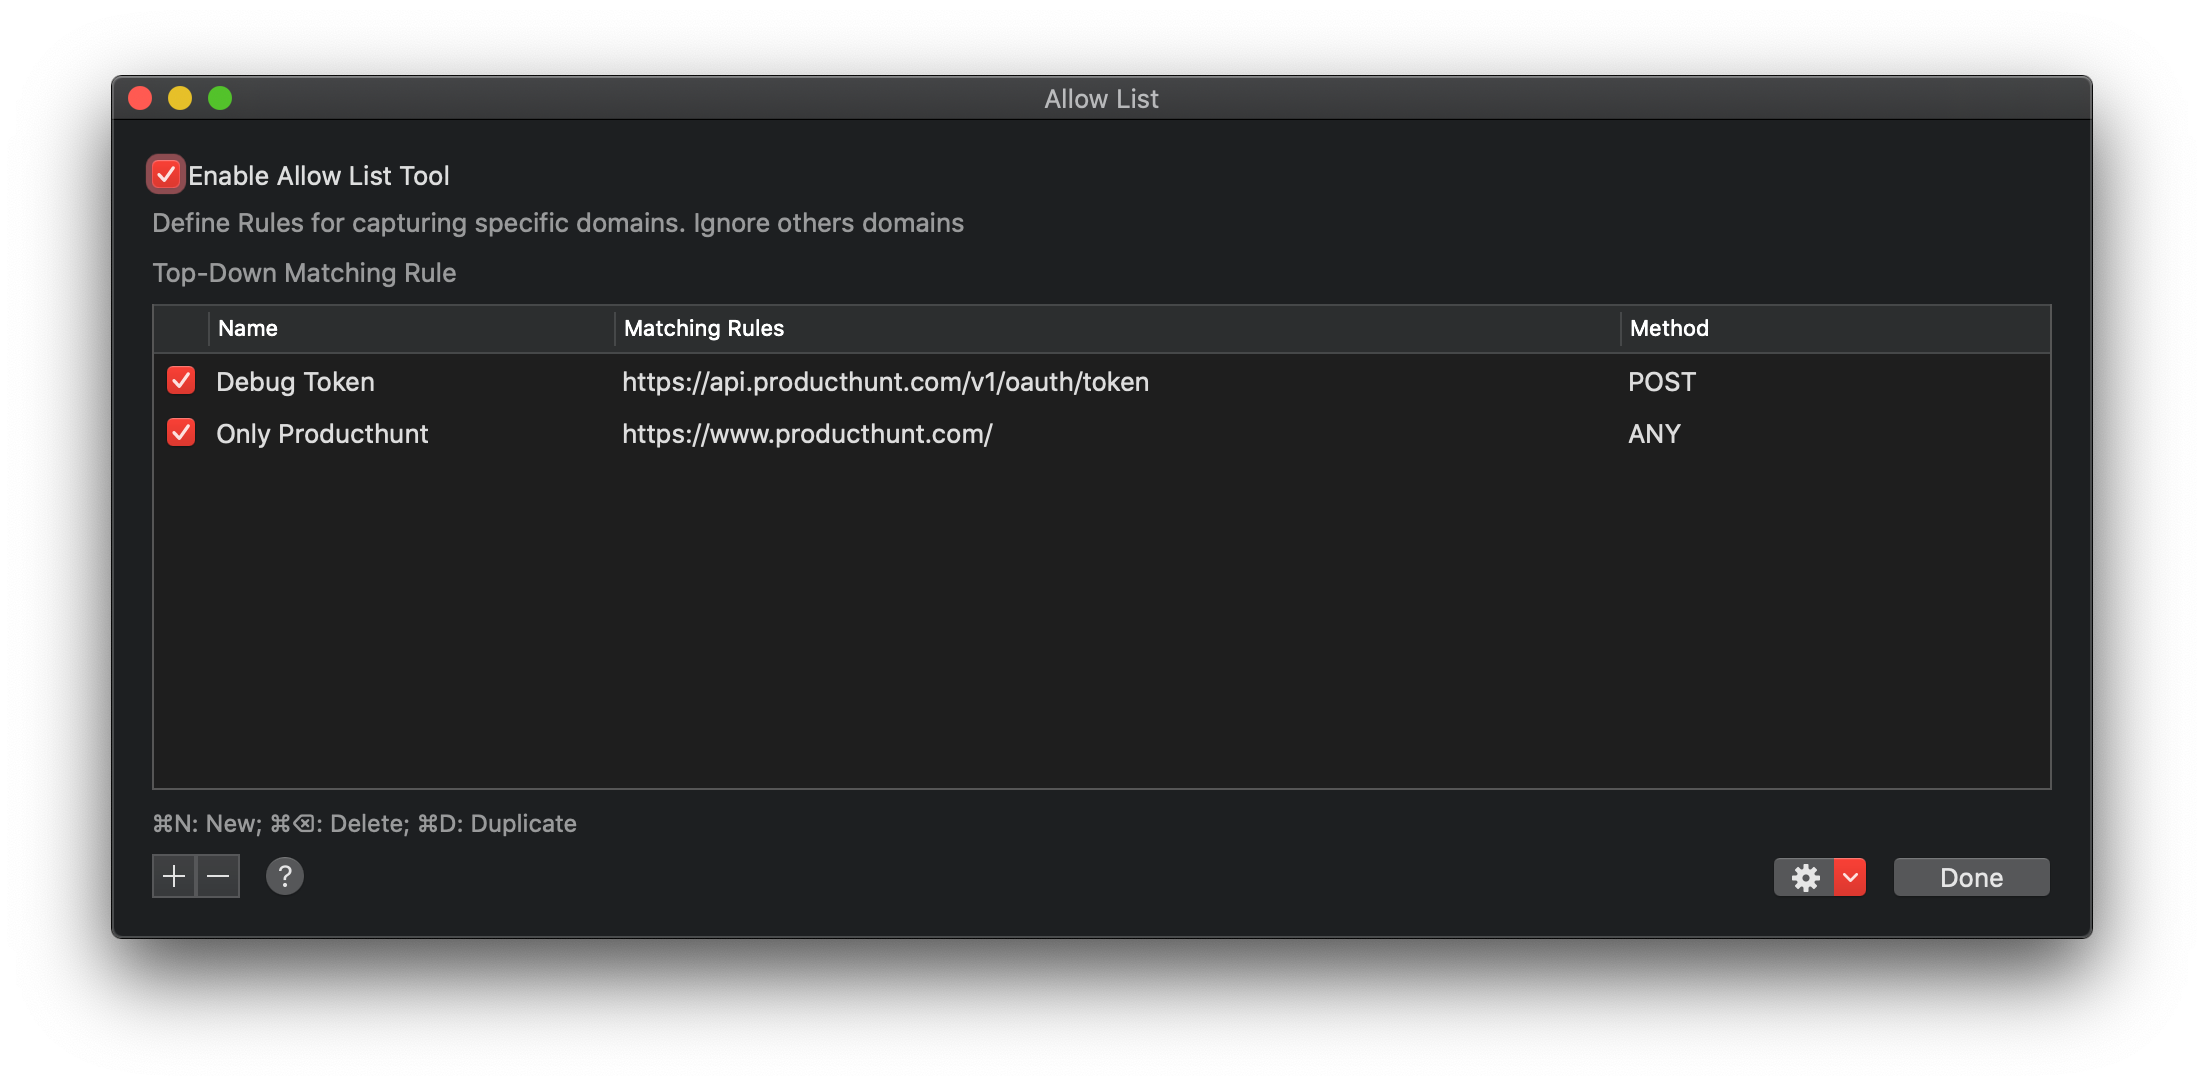 Allow List
Enable Allow List Tool
Define Rules for capturing specific domains. Ignore others domains
Top-Down Matching Rule
Name Matching Rules Method
Debug Token https://api.producthunt.com/v1/oauth/token POST
Only Producthunt https://www.producthunt.com/ ANY
⌘N: New; ⌘⌫: Delete; ⌘D: Duplicate
+ − ? Done